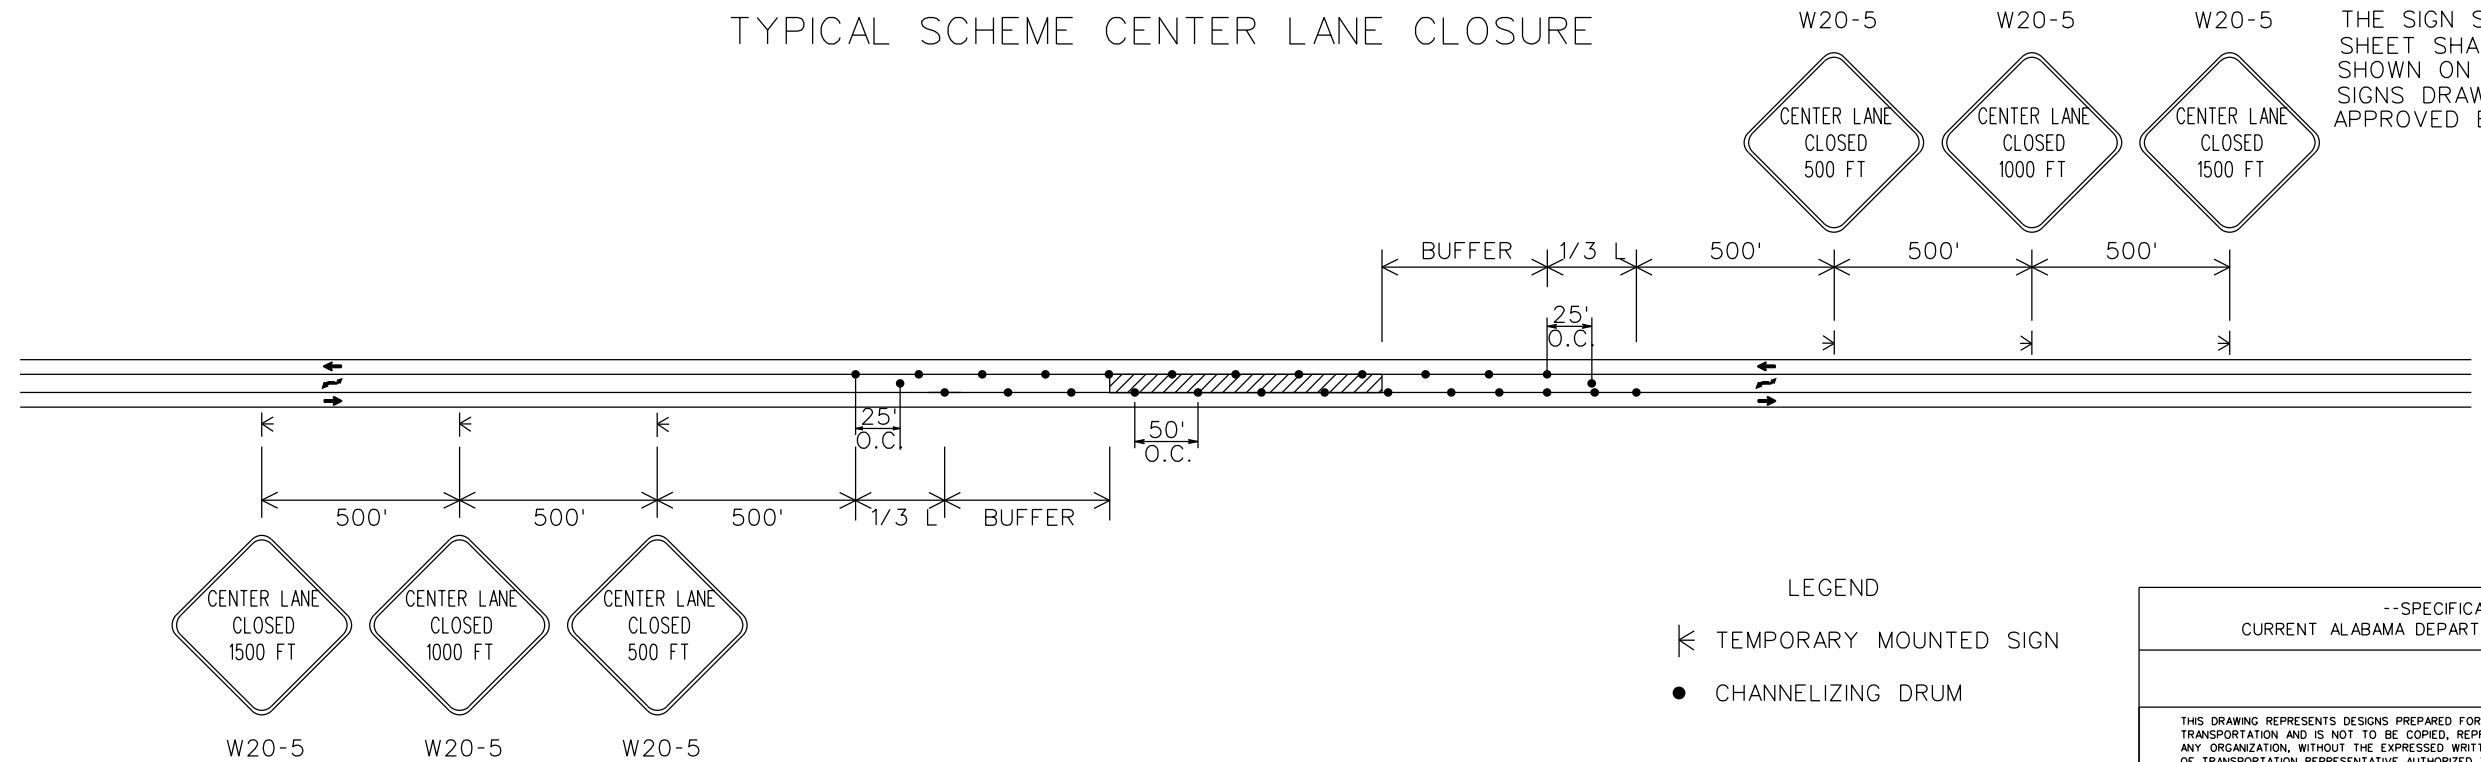 TYPICAL SCHEME CENTER LANE CLOSURE
W20-5
W20-5
W20-5
CENTER LANE
CLOSED
500 FT
CENTER LANE
CLOSED
1000 FT
CENTER LANE
CLOSED
1500 FT
THE SIGN S
SHEET SHA
SHOWN ON
SIGNS DRAW
APPROVED
BUFFER
1/3 L
500'
500'
500'
25'
O.C.
25'
O.C.
50'
O.C.
500'
500'
500'
1/3 L
BUFFER
CENTER LANE
CLOSED
1500 FT
CENTER LANE
CLOSED
1000 FT
CENTER LANE
CLOSED
500 FT
W20-5
W20-5
W20-5
LEGEND
TEMPORARY MOUNTED SIGN
CHANNELIZING DRUM
--SPECIFICA
CURRENT ALABAMA DEPART
THIS DRAWING REPRESENTS DESIGNS PREPARED FOR
TRANSPORTATION AND IS NOT TO BE COPIED, REP
ANY ORGANIZATION, WITHOUT THE EXPRESSED WRIT
OF TRANSPORTATION REPRESENTATIVE AUTHORIZED